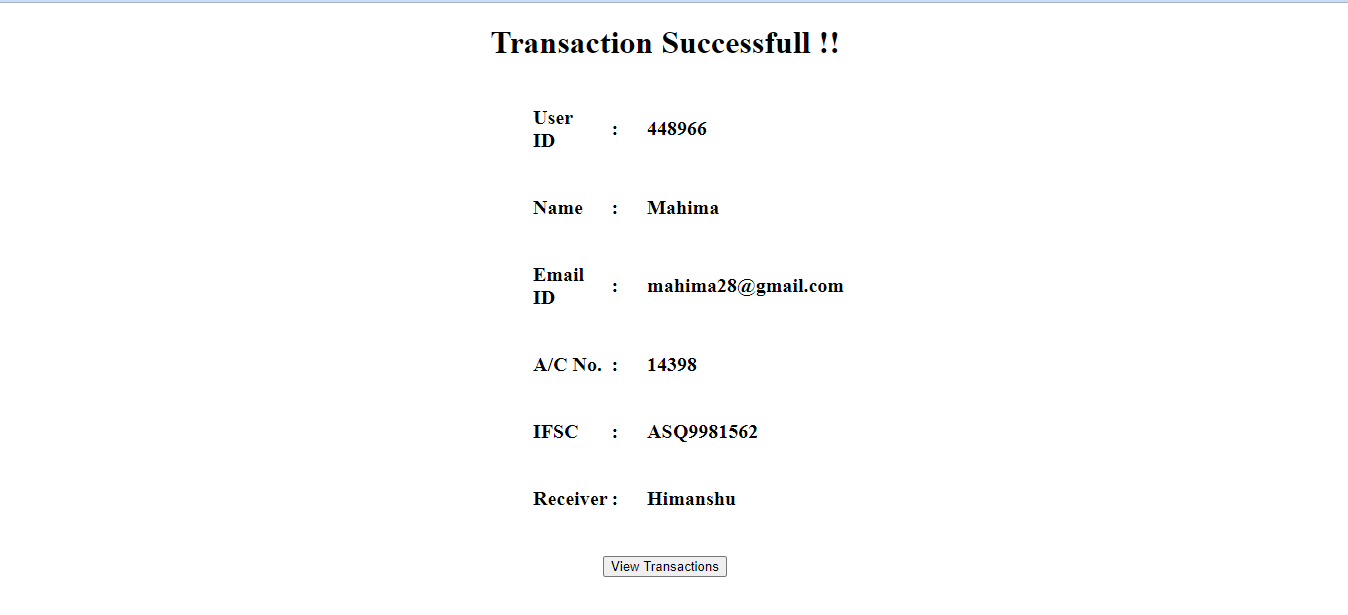 Transaction Successfull !!
User ID : 448966
Name : Mahima
Email ID : mahima28@gmail.com
A/C No. : 14398
IFSC : ASQ9981562
Receiver : Himanshu
View Transactions